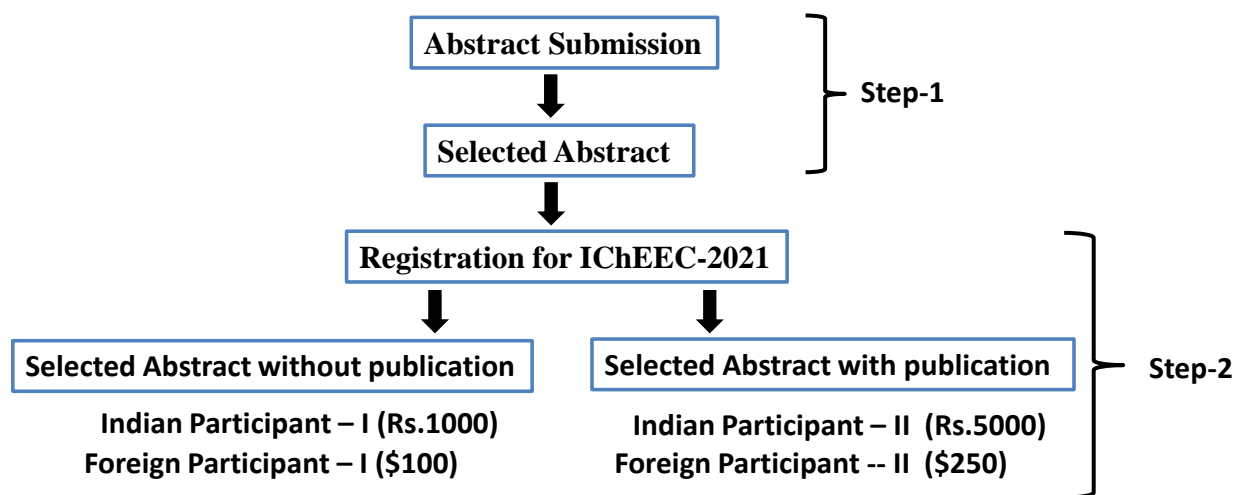 Abstract Submission
Step-1
Selected Abstract
Registration for IChEEC-2021
Selected Abstract without publication
Indian Participant – I (Rs.1000)
Foreign Participant – I ($100)
Selected Abstract with publication
Indian Participant – II (Rs.5000)
Foreign Participant -- II ($250)
Step-2